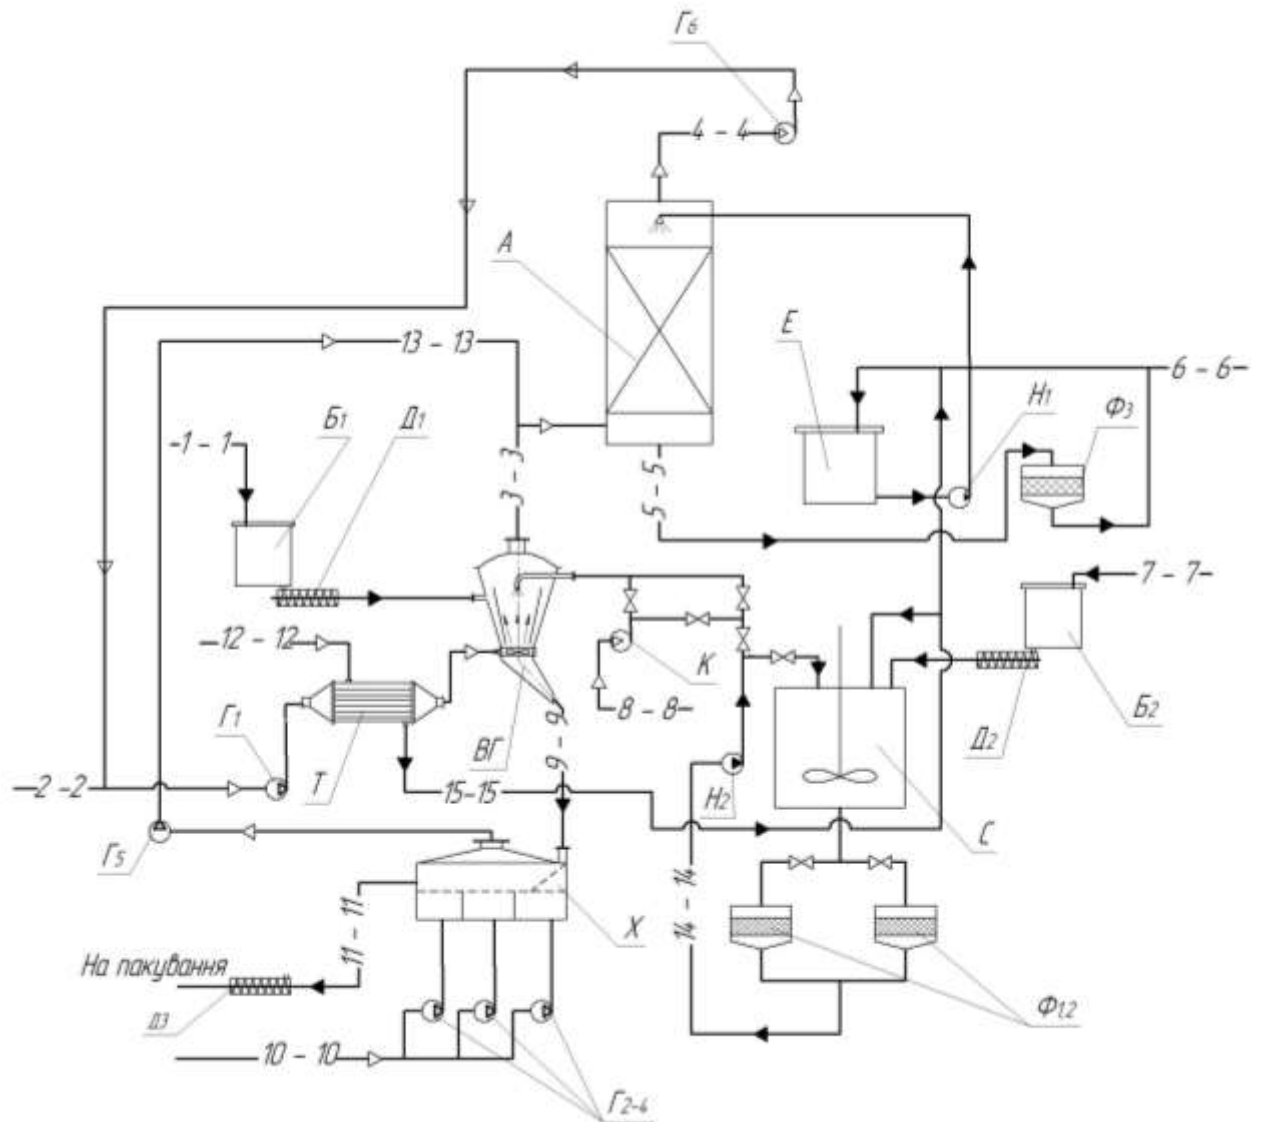 Г6
4 – 4
А
Е
13 – 13
6 – 6
Н1
Ф3
Б1
Д1
1 – 1
3 – 3
5 – 5
7 – 7
12 – 12
К
8 – 8
Б2
Д2
Г1
Т
ВГ
9 – 9
2 – 2
15–15
Н2
С
Г5
14 – 14
11 – 11
Х
На пакування
Д3
Ф1,2
10 – 10
Г2-4